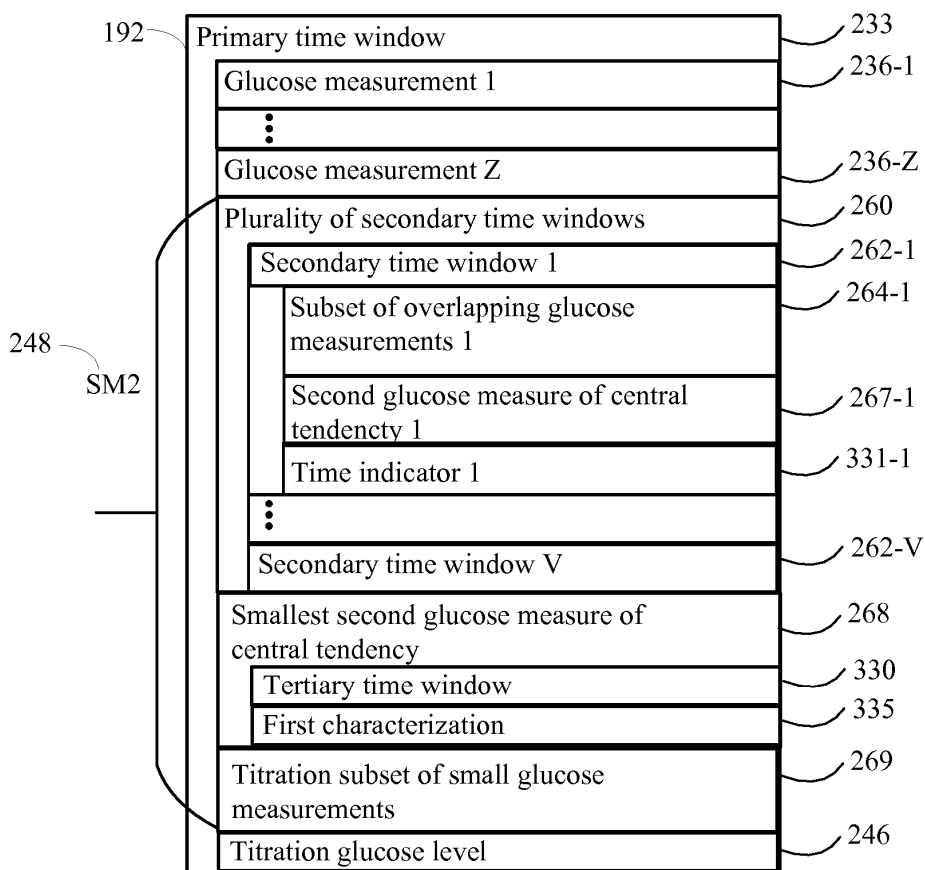 192
Primary time window
233
Glucose measurement 1
236-1
Glucose measurement Z
236-Z
Plurality of secondary time windows
260
Secondary time window 1
262-1
Subset of overlapping glucose
measurements 1
264-1
248
SM2
Second glucose measure of central
tendencty 1
267-1
Time indicator 1
331-1
Secondary time window V
262-V
Smallest second glucose measure of
central tendency
268
Tertiary time window
330
First characterization
335
Titration subset of small glucose
measurements
269
Titration glucose level
246